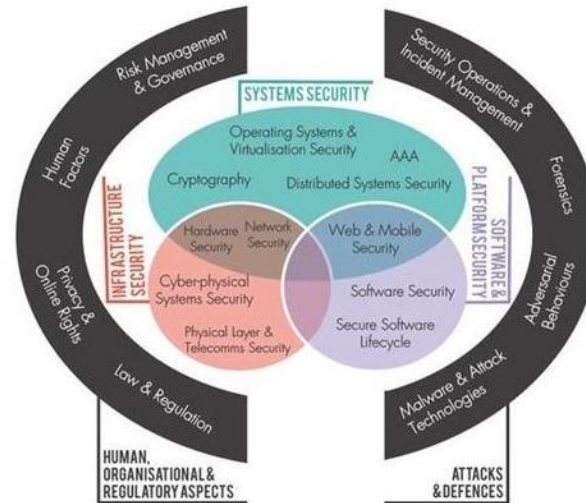 Risk Management
& Governance
Human
Factors
Privacy &
Online Rights
Law & Regulation
HUMAN,
ORGANISATIONAL &
REGULATORY ASPECTS
SYSTEMS SECURITY
Operating Systems &
Virtualisation Security
AAA
Cryptography
Distributed Systems Security
INFRASTRUCTURE
SECURITY
Hardware
Security
Network
Security
Cyber-physical
Systems Security
Physical Layer &
Telecomms Security
Web & Mobile
Security
Software Security
Secure Software
Lifecycle
SOFTWARE &
PLATFORM SECURITY
Security Operations &
Incident Management
Forensics
Adversarial
Behaviours
Malware & Attack
Technologies
ATTACKS
& DEFENCES